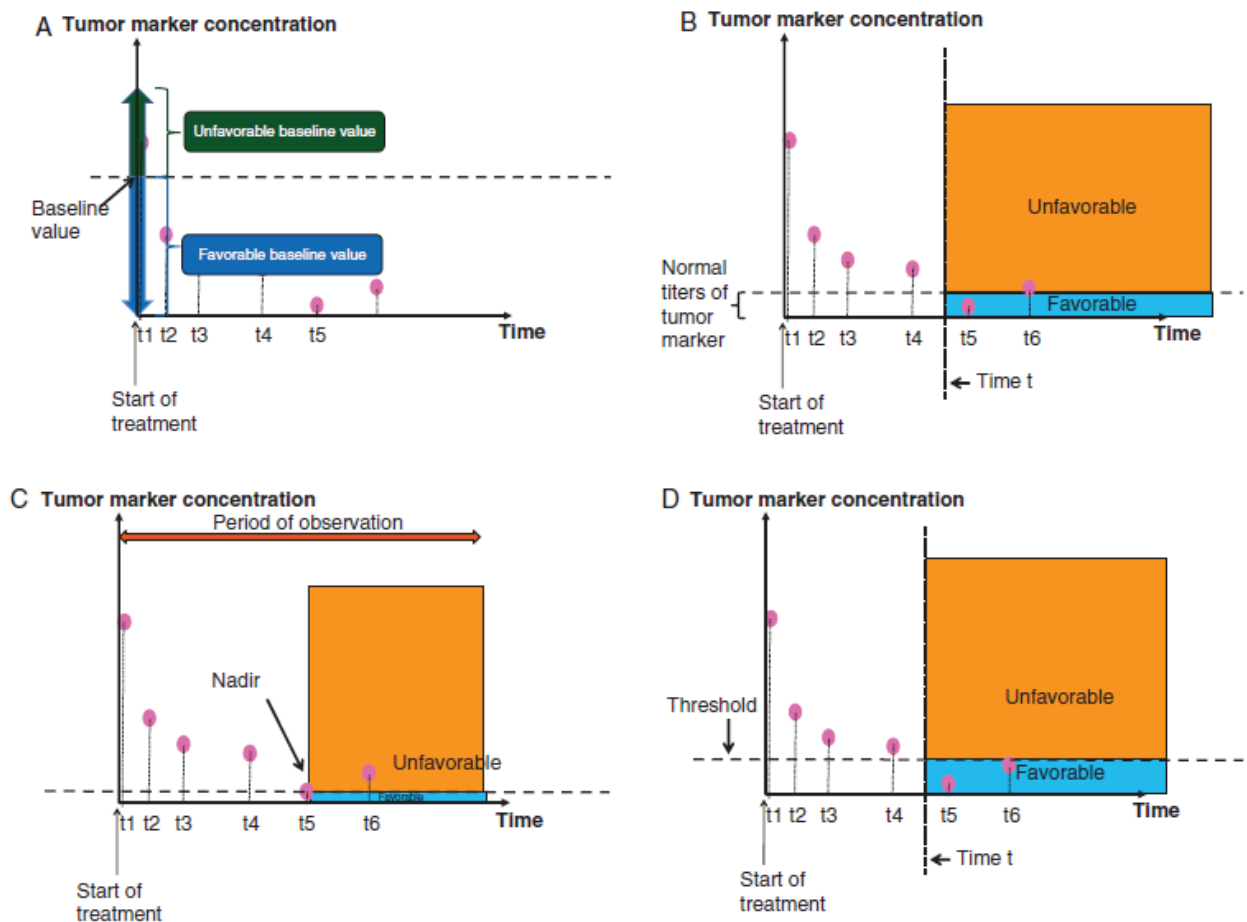 A Tumor marker concentration
Unfavorable baseline value
Baseline
value
Favorable baseline value
t1 t2 t3 t4 t5
Time
Start of
treatment
B Tumor marker concentration
Unfavorable
Normal
titers of
tumor
marker
Favorable
t1 t2 t3 t4 t5 t6
Time
Time t
Start of
treatment
C Tumor marker concentration
Period of observation
Nadir
Unfavorable
Favorable
t1 t2 t3 t4 t5 t6
Time
Start of
treatment
D Tumor marker concentration
Unfavorable
Threshold
Favorable
t1 t2 t3 t4 t5 t6
Time
Time t
Start of
treatment